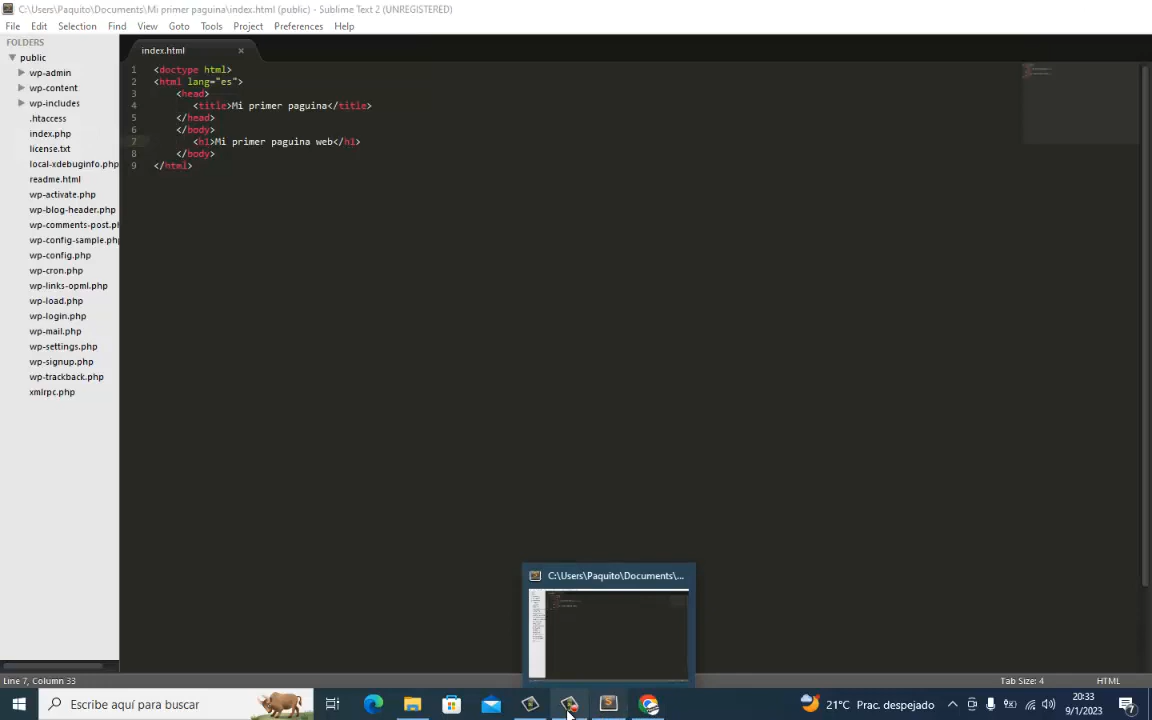 C:\Users\Paquito\Documents\Mi primer paguina\index.html (public) - Sublime Text 2 (UNREGISTERED)
File Edit Selection Find View Goto Tools Project Preferences Help
FOLDERS
public
wp-admin
wp-content
wp-includes
.htaccess
index.php
license.txt
local-xdebuginfo.php
readme.html
wp-activate.php
wp-blog-header.php
wp-comments-post.ph
wp-config-sample.php
wp-config.php
wp-cron.php
wp-links-opml.php
wp-load.php
wp-login.php
wp-mail.php
wp-settings.php
wp-signup.php
wp-trackback.php
xmlrpc.php
index.html
1 <doctype html>
2 <html lang="es">
3 <head>
4 <title>Mi primer paguina</title>
5 </head>
6 </body>
7 <h1>Mi primer paguina web</h1>
8 </body>
9 </html>
C:\Users\Paquito\Documents\...
Line 7, Column 33
Tab Size: 4
HTML
Escribe aquí para buscar
21°C Prac. despejado
20:33
9/1/2023
7